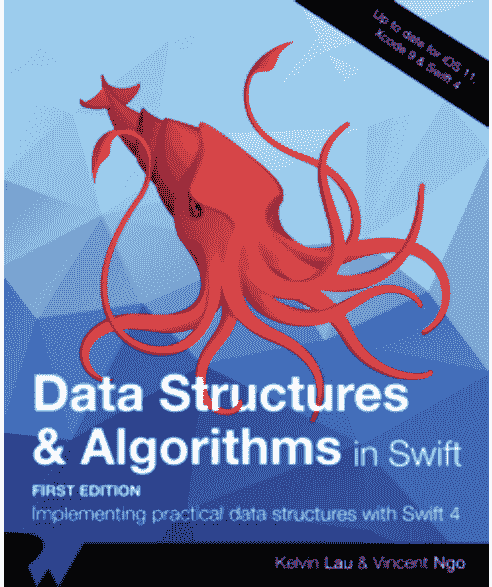 Up to date for iOS 11,
Xcode 9 & Swift 4
Data Structures
& Algorithms in Swift
FIRST EDITION
Implementing practical data structures with Swift 4
Kelvin Lau & Vincent Ngo